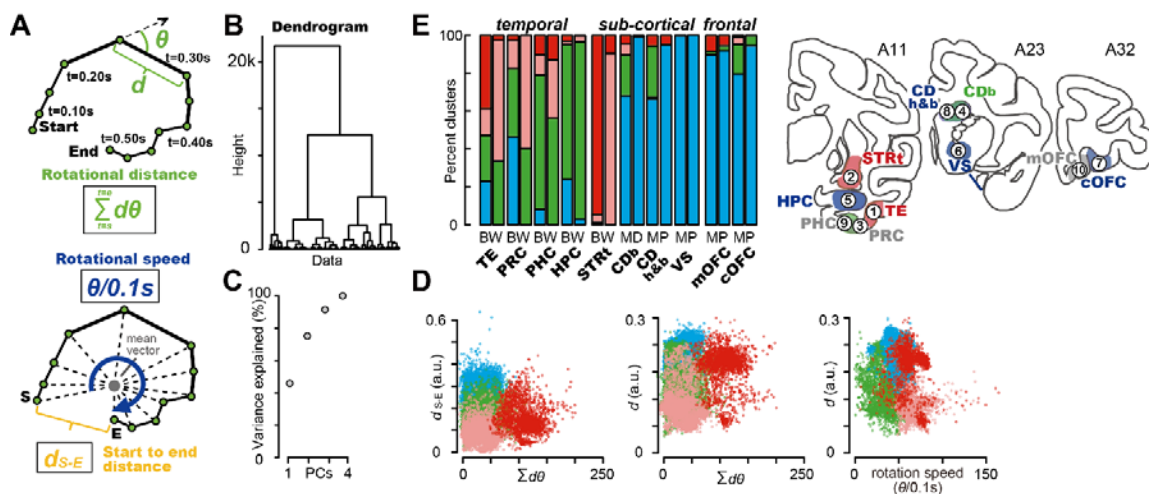 A
θ
t=0.30s
d
t=0.20s
t=0.10s
Start
t=0.50s
t=0.40s
End
Rotational distance
∑dθ
Rotational speed
θ/0.1s
mean
vector
S
E
dS-E
Start to end
distance
B
Dendrogram
20k
Height
0
Data
C
100
Variance explained (%)
0
1 PCs 4
E
temporal sub-cortical frontal
100
Percent clusters
0
BW BW BW BW BW MD MP MP MP MP
TE
PRC
PHC
HPC
STRt
CDb
CD
h&b
VS
mOFC
cOFC
A11
A23
A32
CD
h&b
CDb
8 4
6
VS
STRt
2
HPC
5
1
TE
PHC
9 3
PRC
mOFC
7
10
cOFC
D
0.6
d S-E (a.u.)
0
0 250
∑dθ
0.3
d (a.u.)
0
0 250
∑dθ
0.3
d (a.u.)
0
0 150
rotation speed
(θ/0.1s)